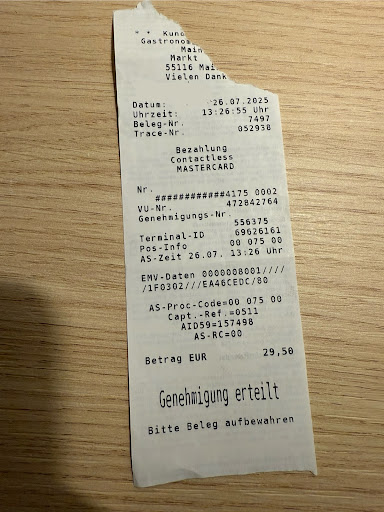 * * Kun
Gastrono
Main
Markt
55116 Mai
Vielen Dank
Datum: 26.07.2025
Uhrzeit: 13:26:55 Uhr
Beleg-Nr. 7497
Trace-Nr. 052938
Bezahlung
Contactless
MASTERCARD
Nr.
############4175 0002
VU-Nr. 472842764
Genehmigungs-Nr.
556375
Terminal-ID 69626161
Pos-Info 00 075 00
AS-Zeit 26.07. 13:26 Uhr
EMV-Daten 0000008001////
/1F0302///EA46CEDC/80
AS-Proc-Code=00 075 00
Capt.-Ref.=0511
AID59=157498
AS-RC=00
Betrag EUR 29,50
Genehmigung erteilt
Bitte Beleg aufbewahren